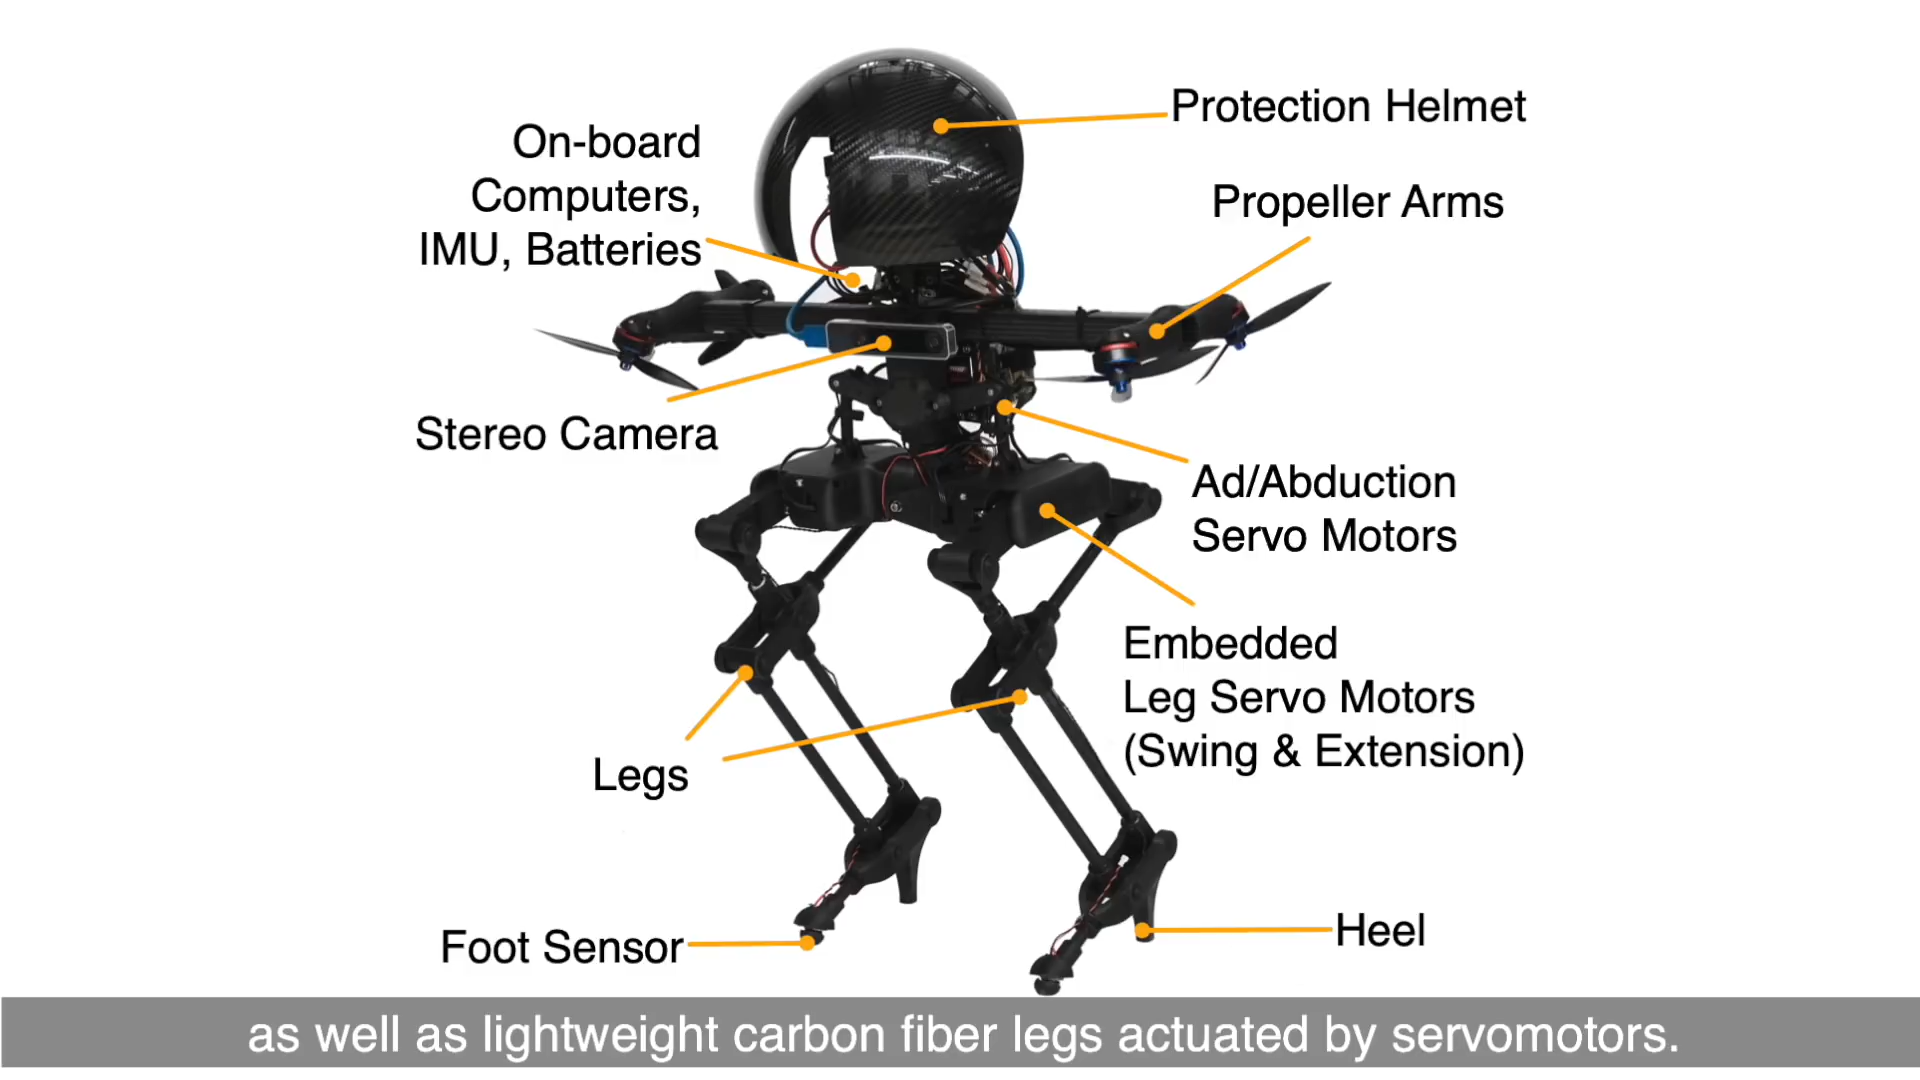 Protection Helmet
On-board
Computers,
IMU, Batteries
Propeller Arms
Stereo Camera
Ad/Abduction
Servo Motors
Embedded
Leg Servo Motors
(Swing & Extension)
Legs
Foot Sensor
Heel
as well as lightweight carbon fiber legs actuated by servomotors.